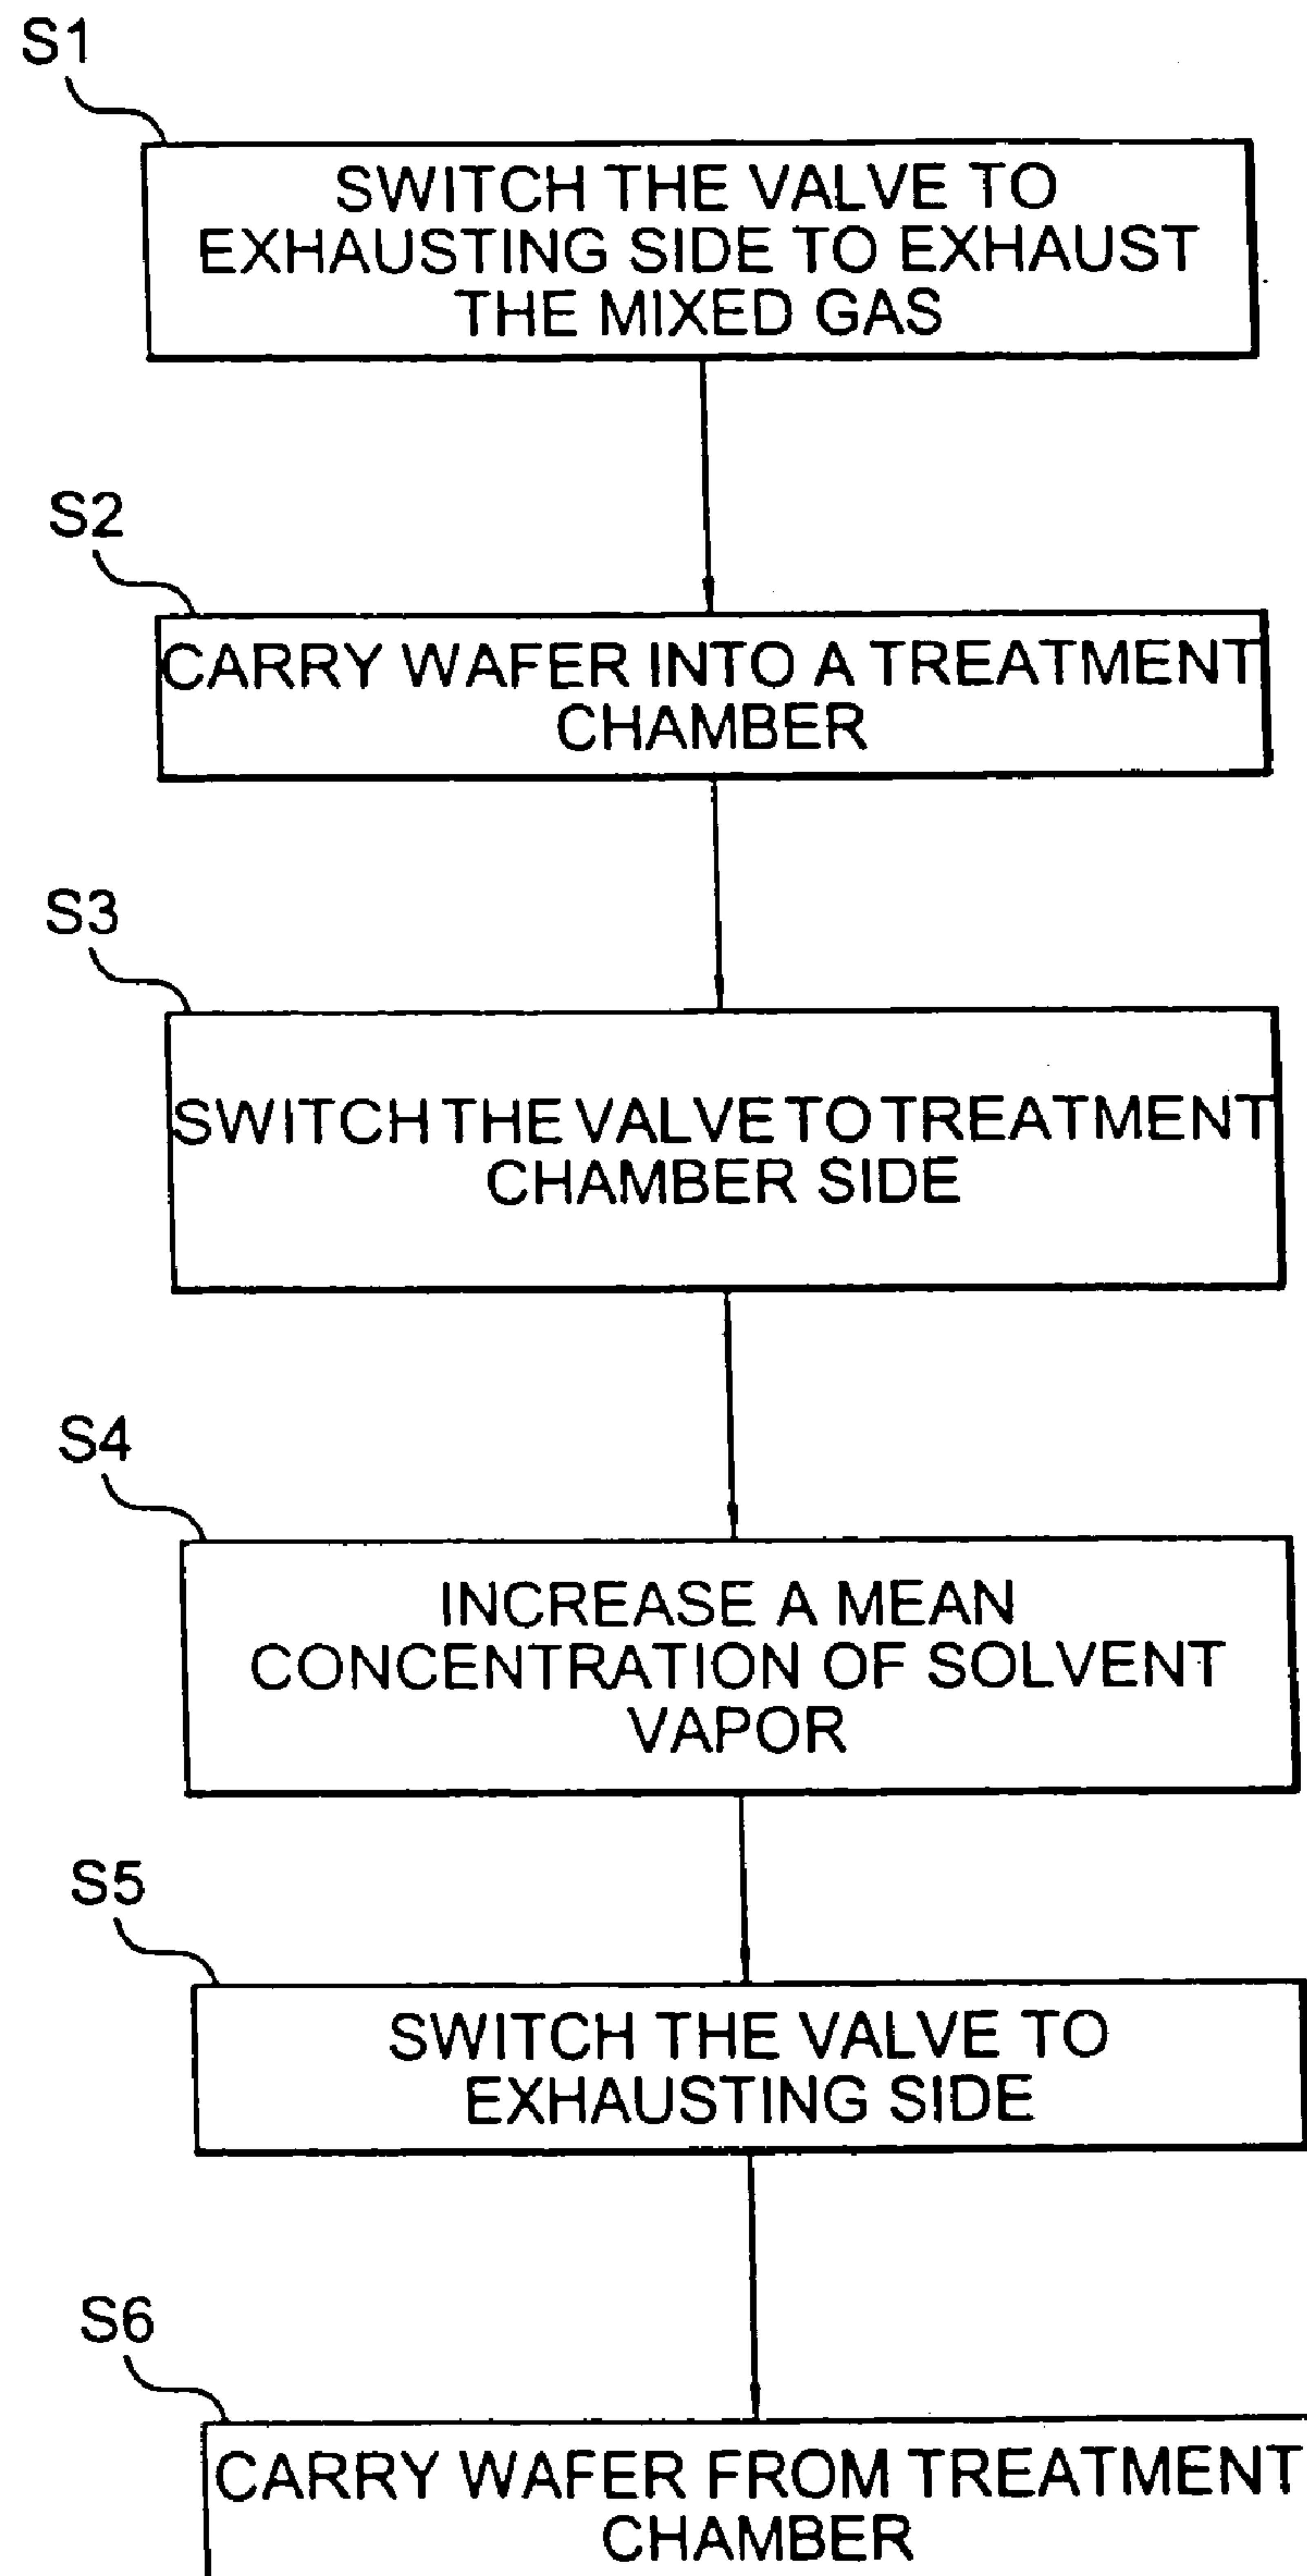 S1
SWITCH THE VALVE TO
EXHAUSTING SIDE TO EXHAUST
THE MIXED GAS
S2
CARRY WAFER INTO A TREATMENT
CHAMBER
S3
SWITCH THE VALVE TO TREATMENT
CHAMBER SIDE
S4
INCREASE A MEAN
CONCENTRATION OF SOLVENT
VAPOR
S5
SWITCH THE VALVE TO
EXHAUSTING SIDE
S6
CARRY WAFER FROM TREATMENT
CHAMBER